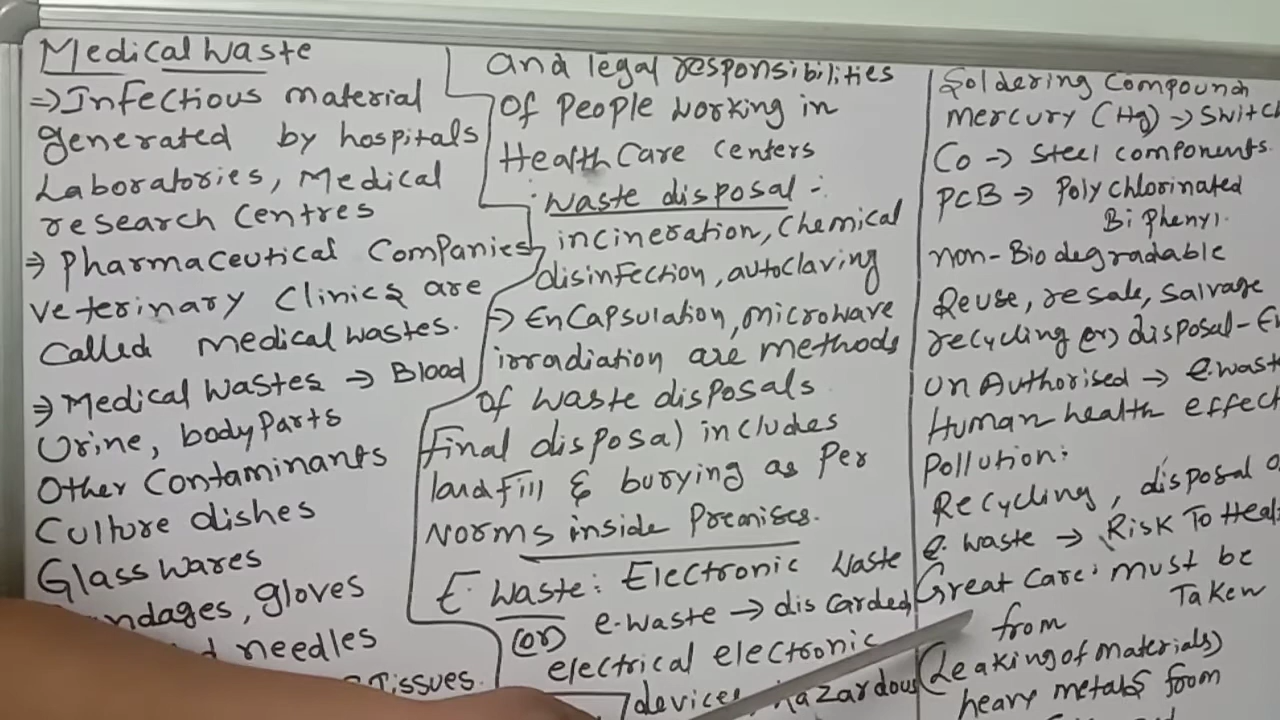 Medical Waste
=> Infectious material
generated by hospitals
Laboratories, Medical
research centres
=> Pharmaceutical Companies
veterinary Clinics are
Called medical wastes.
=> Medical Wastes → Blood
Urine, body Parts
Other Contaminants
Culture dishes
Glass wares
gloves
needles
Tissues.
and legal responsibilities
of People working in
Health Care Centers
Waste disposal -:
incineration, Chemical
disinfection, autoclaving
=> Encapsulation, microwave
irradiation are methods
of waste disposals
Final disposal includes
landfill & burying as Per
Norms inside Premises.
E. Waste: Electronic Waste
(or) e.waste → discarded
electrical electronic
devices, hazardous
Soldering Compound
mercury (Hg) → Switch
Co → Steel components.
PCB → Poly chlorinated
Bi Phenyl.
non-Biodegradable
Reuse, resale, Salvage
recycling (or) disposal - E
Un Authorised → e.wast
Human health effect
Pollution:
Recycling, disposal o
e. waste → Risk To Heal
Great Care: must be
Taken
from
(Leaking of materials)
heavy metals from